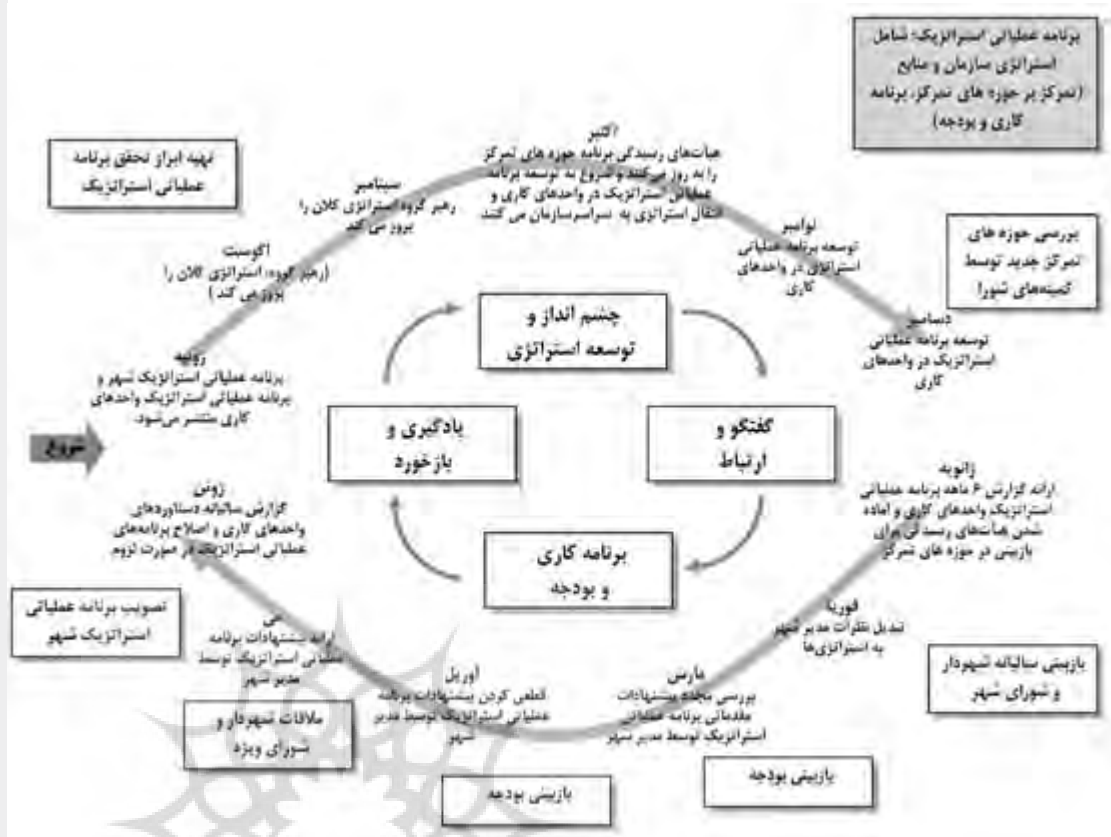 برنامه عملیاتی استراتژیک؛ شامل
استراتژی سازمان و منابع
(تمرکز بر حوزه های تمرکز، برنامه
کاری و بودجه)
تهیه ابزار تحقق برنامه
عملیاتی استراتژیک
اکتبر
هیأت‌های رسیدگی برنامه حوزه های تمرکز
را به روز می‌کنند و شروع به توسعه برنامه
عملیاتی استراتژیک در واحدهای کاری و
انتقال استراتژی به سراسرسازمان می کنند
سپتامبر
رهبر گروه استراتژی کلان را
بروز می کند
نوامبر
توسعه برنامه عملیاتی
استراتژی در واحدهای
کاری
بررسی حوزه های
تمرکز جدید توسط
کمیته‌های شورا
اگوست
(رهبر گروه، استراتژی کلان را
بروز می کند )
چشم انداز و
توسعه استراتژی
دسامبر
توسعه برنامه عملیاتی
استراتژیک در واحدهای
کاری
روئیه
برنامه عملیاتی استراتژیک شهر و
برنامه عملیاتی استراتژیک واحدهای
کاری منتشر می‌شود.
یادگیری و
بازخورد
گفتگو و
ارتباط
شروع
ژوئن
گزارش سالیانه دستاوردهای
واحدهای کاری و اصلاح برنامه‌های
عملیاتی استراتژیک در صورت لزوم
ژانویه
ارائه گزارش ۶ ماهه برنامه عملیاتی
استراتژیک واحدهای کاری و آماده
شدن هیأت‌های رسیدگی برای
بازبینی در حوزه های تمرکز
برنامه کاری
و بودجه
تصویب برنامه عملیاتی
استراتژیک شهر
می
ارائه پیشنهادات برنامه
عملیاتی استراتژیک توسط
مدیر شهر
فوریه
تبدیل نظرات مدیر شهر
به استراتژی‌ها
بازبینی سالیانه شهردار
و شورای شهر
آوریل
قطعی کردن پیشنهادات برنامه
عملیاتی استراتژیک توسط مدیر
شهر
مارس
بررسی مجدد پیشنهادات
مقدماتی برنامه عملیاتی
استراتژیک توسط مدیر شهر
ملاقات شهردار و
شورای ویژه
بازبینی بودجه
بازبینی بودجه